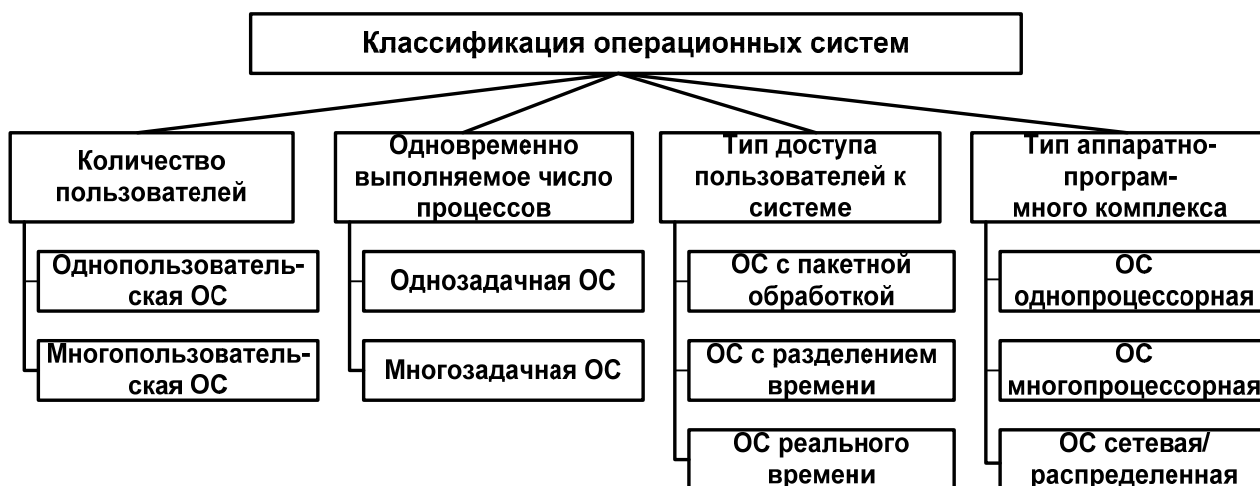 Классификация операционных систем
Количество
пользователей
Одновременно
выполняемое число
процессов
Тип доступа
пользователей к
системе
Тип аппаратно-
програм-
много комплекса
Однопользователь-
ская ОС
Многопользователь-
ская ОС
Однозадачная ОС
Многозадачная ОС
ОС с пакетной
обработкой
ОС с разделением
времени
ОС реального
времени
ОС
однопроцессорная
ОС
многопроцессорная
ОС сетевая/
распределенная